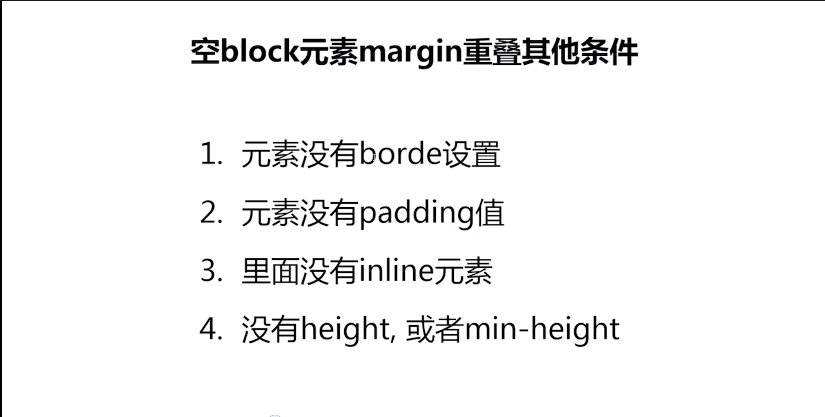 空block元素margin重叠其他条件
1. 元素没有borde设置
2. 元素没有padding值
3. 里面没有inline元素
4. 没有height, 或者min-height